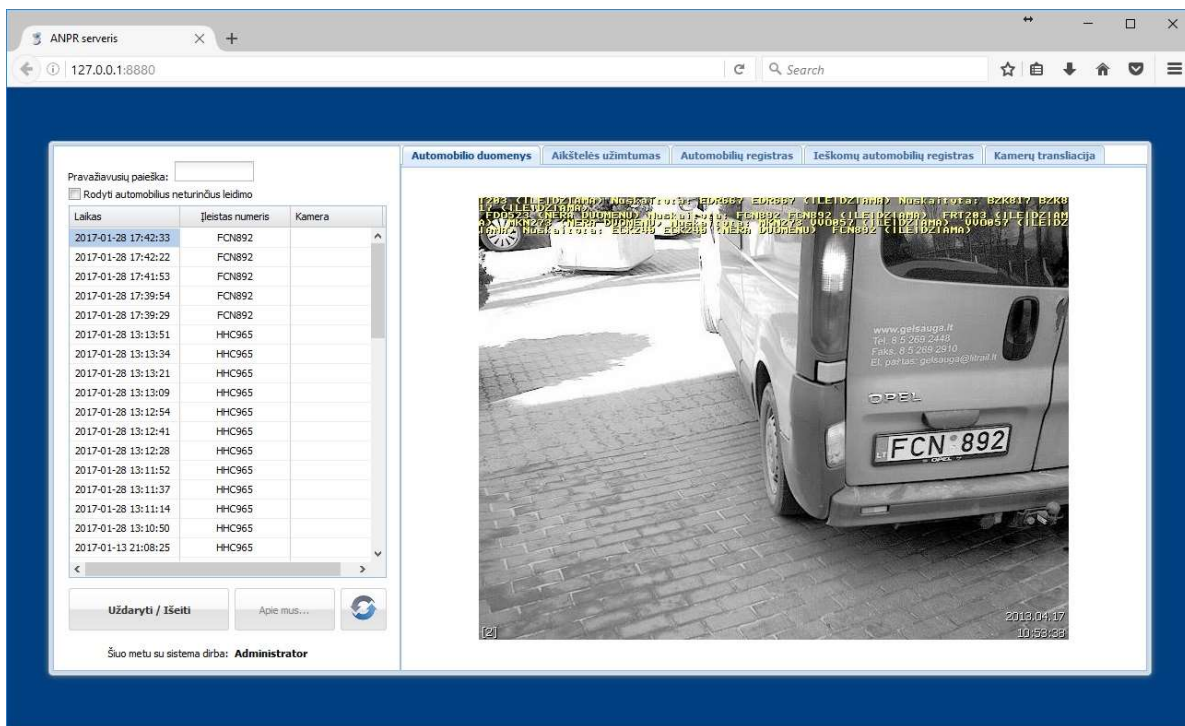 ANPR serveris
127.0.0.1:8880
Search
Automobilio duomenys
Aikštelės užimtumas
Automobilių registras
Ieškomų automobilių registras
Kamerų transliacija
Pravažiavusių paieška:
Rodyti automobilius neturinčius leidimo
Laikas Įleistas numeris Kamera
2017-01-28 17:42:33 FCN892
2017-01-28 17:42:22 FCN892
2017-01-28 17:41:53 FCN892
2017-01-28 17:39:54 FCN892
2017-01-28 17:39:29 FCN892
2017-01-28 13:13:51 HHC965
2017-01-28 13:13:34 HHC965
2017-01-28 13:13:21 HHC965
2017-01-28 13:13:09 HHC965
2017-01-28 13:12:54 HHC965
2017-01-28 13:12:41 HHC965
2017-01-28 13:12:28 HHC965
2017-01-28 13:11:52 HHC965
2017-01-28 13:11:37 HHC965
2017-01-28 13:11:14 HHC965
2017-01-28 13:10:50 HHC965
2017-01-13 21:08:25 HHC965
Uždaryti / Išeiti
Apie mus...
Šiuo metu su sistema dirba: Administrator
www.gelsauga.lt
Tel. 8 5 269 2448
Faks. 8 5 269 2910
El. paštas: gelsauga@litrail.lt
OPEL
LT FCN 892
OPEL
[2]
2013.04.17
10:53:38